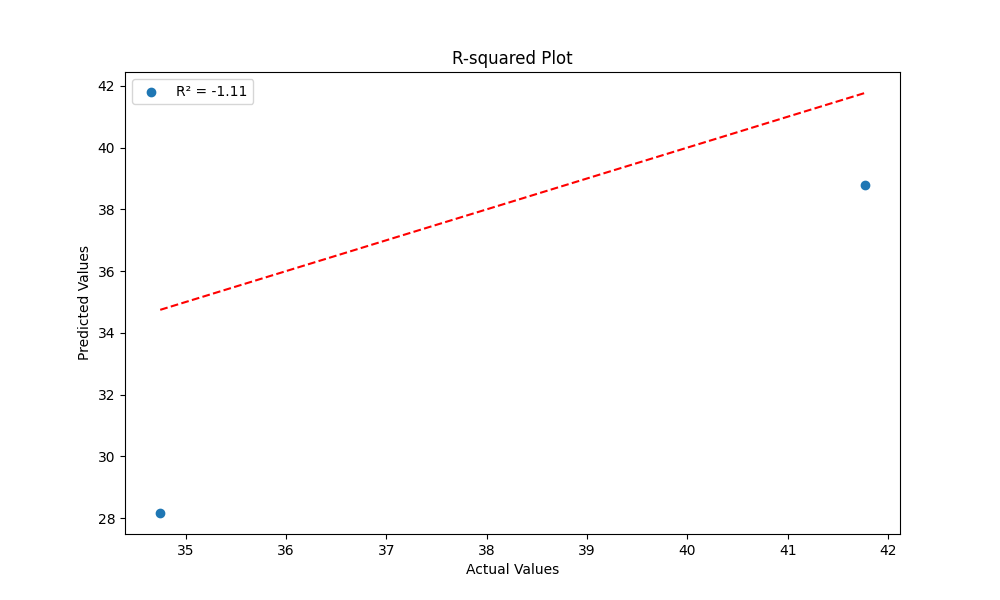 R-squared Plot
R² = -1.11
Predicted Values
42
40
38
36
34
32
30
28
35 36 37 38 39 40 41 42
Actual Values